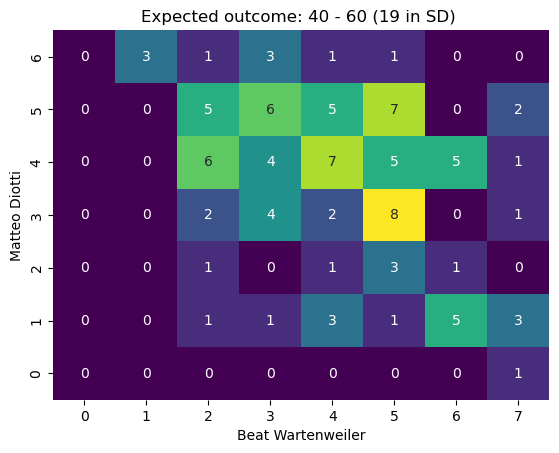 Expected outcome: 40 - 60 (19 in SD)
Matteo Diotti
6 0 3 1 3 1 1 0 0
5 0 0 5 6 5 7 0 2
4 0 0 6 4 7 5 5 1
3 0 0 2 4 2 8 0 1
2 0 0 1 0 1 3 1 0
1 0 0 1 1 3 1 5 3
0 0 0 0 0 0 0 0 1
0 1 2 3 4 5 6 7
Beat Wartenweiler